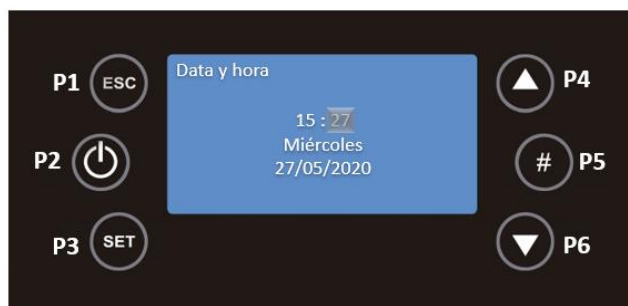 P1 ESC
P2
P3 SET
Data y hora
15 : 27
Miércoles
27/05/2020
P4
# P5
P6